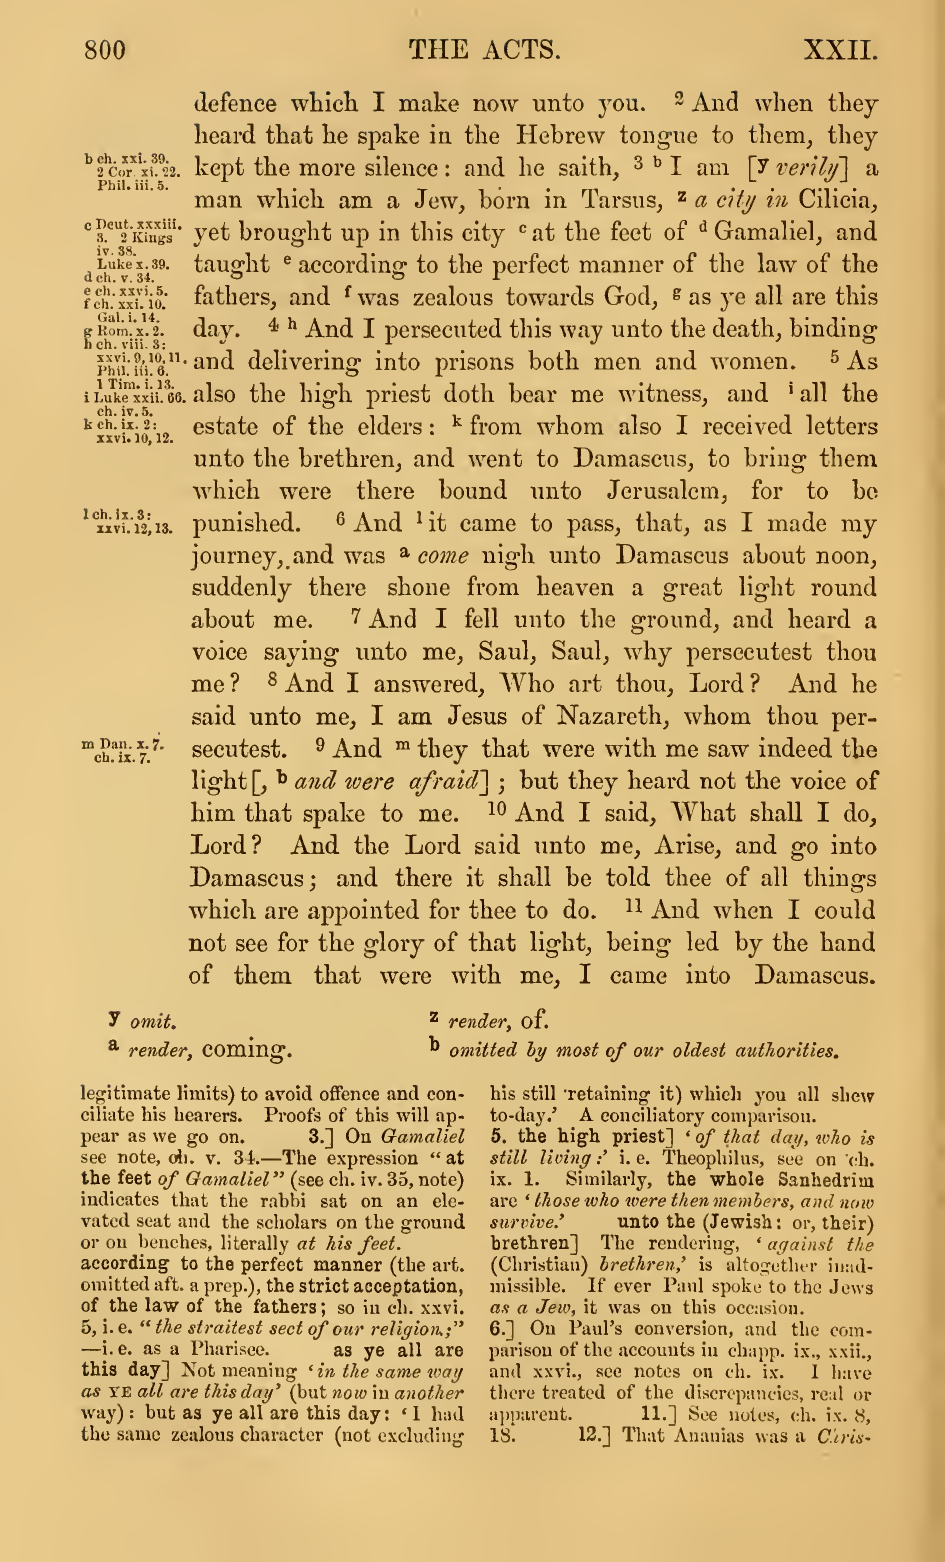 800 THE ACTS. XXII.
defence which I make now unto you. 2 And when they
heard that he spake in the Hebrew tongue to them, they
kept the more silence: and he saith, 3 b I am [y verily] a
man which am a Jew, born in Tarsus, z a city in Cilicia,
yet brought up in this city c at the feet of d Gamaliel, and
taught e according to the perfect manner of the law of the
fathers, and f was zealous towards God, g as ye all are this
day. 4 h And I persecuted this way unto the death, binding
and delivering into prisons both men and women. 5 As
also the high priest doth bear me witness, and i all the
estate of the elders: k from whom also I received letters
unto the brethren, and went to Damascus, to bring them
which were there bound unto Jerusalem, for to be
punished. 6 And l it came to pass, that, as I made my
journey, and was a come nigh unto Damascus about noon,
suddenly there shone from heaven a great light round
about me. 7 And I fell unto the ground, and heard a
voice saying unto me, Saul, Saul, why persecutest thou
me? 8 And I answered, Who art thou, Lord? And he
said unto me, I am Jesus of Nazareth, whom thou per-
secutest. 9 And m they that were with me saw indeed the
light[, b and were afraid]; but they heard not the voice of
him that spake to me. 10 And I said, What shall I do,
Lord? And the Lord said unto me, Arise, and go into
Damascus; and there it shall be told thee of all things
which are appointed for thee to do. 11 And when I could
not see for the glory of that light, being led by the hand
of them that were with me, I came into Damascus.
b ch. xxi. 39.
2 Cor. xi. 22.
Phil. iii. 5.
c Deut. xxxiii.
3. 2 Kings
iv. 38.
Luke x. 39.
d ch. v. 34.
e ch. xxvi. 5.
f ch. xxi. 10.
Gal. i. 14.
g Rom. x. 2.
h ch. viii. 3:
xxvi. 9, 10, 11.
Phil. iii. 6.
1 Tim. i. 13.
i Luke xxii. 66.
ch. iv. 5.
k ch. ix. 2:
xxvi. 10, 12.
l ch. ix. 3:
xxvi. 12, 13.
m Dan. x. 7.
ch. ix. 7.
y omit.
z render, of.
a render, coming.
b omitted by most of our oldest authorities.
legitimate limits) to avoid offence and con-
ciliate his hearers. Proofs of this will ap-
pear as we go on. 3.] On Gamaliel
see note, ch. v. 34.—The expression "at
the feet of Gamaliel" (see ch. iv. 35, note)
indicates that the rabbi sat on an ele-
vated seat and the scholars on the ground
or on benches, literally at his feet.
according to the perfect manner (the art.
omitted aft. a prep.), the strict acceptation,
of the law of the fathers; so in ch. xxvi.
5, i. e. "the straitest sect of our religion;"
—i. e. as a Pharisee. as ye all are
this day] Not meaning 'in the same way
as YE all are this day' (but now in another
way): but as ye all are this day: 'I had
the same zealous character (not excluding
his still retaining it) which you all shew
to-day.' A conciliatory comparison.
5. the high priest] 'of that day, who is
still living:' i. e. Theophilus, see on ch.
ix. 1. Similarly, the whole Sanhedrim
are 'those who were then members, and now
survive.' unto the (Jewish: or, their)
brethren] The rendering, 'against the
(Christian) brethren,' is altogether inad-
missible. If ever Paul spoke to the Jews
as a Jew, it was on this occasion.
6.] On Paul's conversion, and the com-
parison of the accounts in chapp. ix., xxii.,
and xxvi., see notes on ch. ix. I have
there treated of the discrepancies, real or
apparent. 11.] See notes, ch. ix. 8,
18. 12.] That Ananias was a Chris-